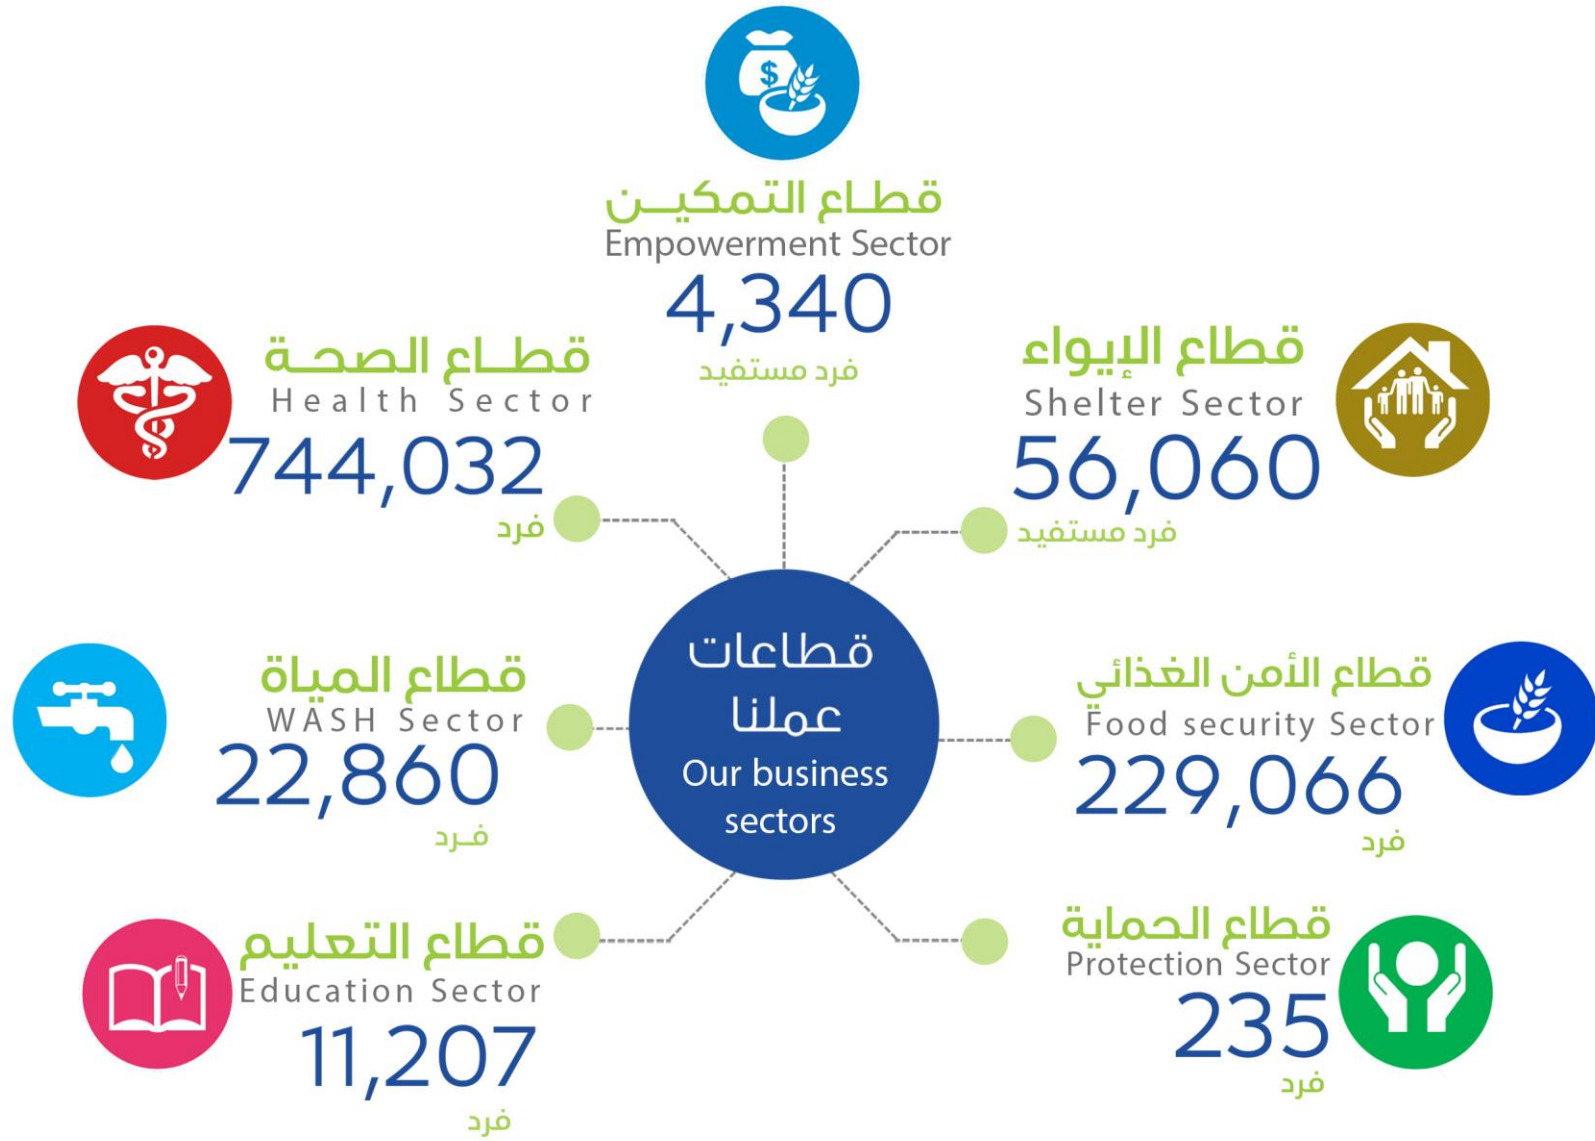 قطاع التمكين
Empowerment Sector
4,340
فرد مستفيد
قطاع الصحة
Health Sector
744,032
فرد
قطاع الإيواء
Shelter Sector
56,060
فرد مستفيد
قطاعات
عملنا
Our business
sectors
قطاع المياة
WASH Sector
22,860
فرد
قطاع الأمن الغذائي
Food security Sector
229,066
فرد
قطاع التعليم
Education Sector
11,207
فرد
قطاع الحماية
Protection Sector
235
فرد
$